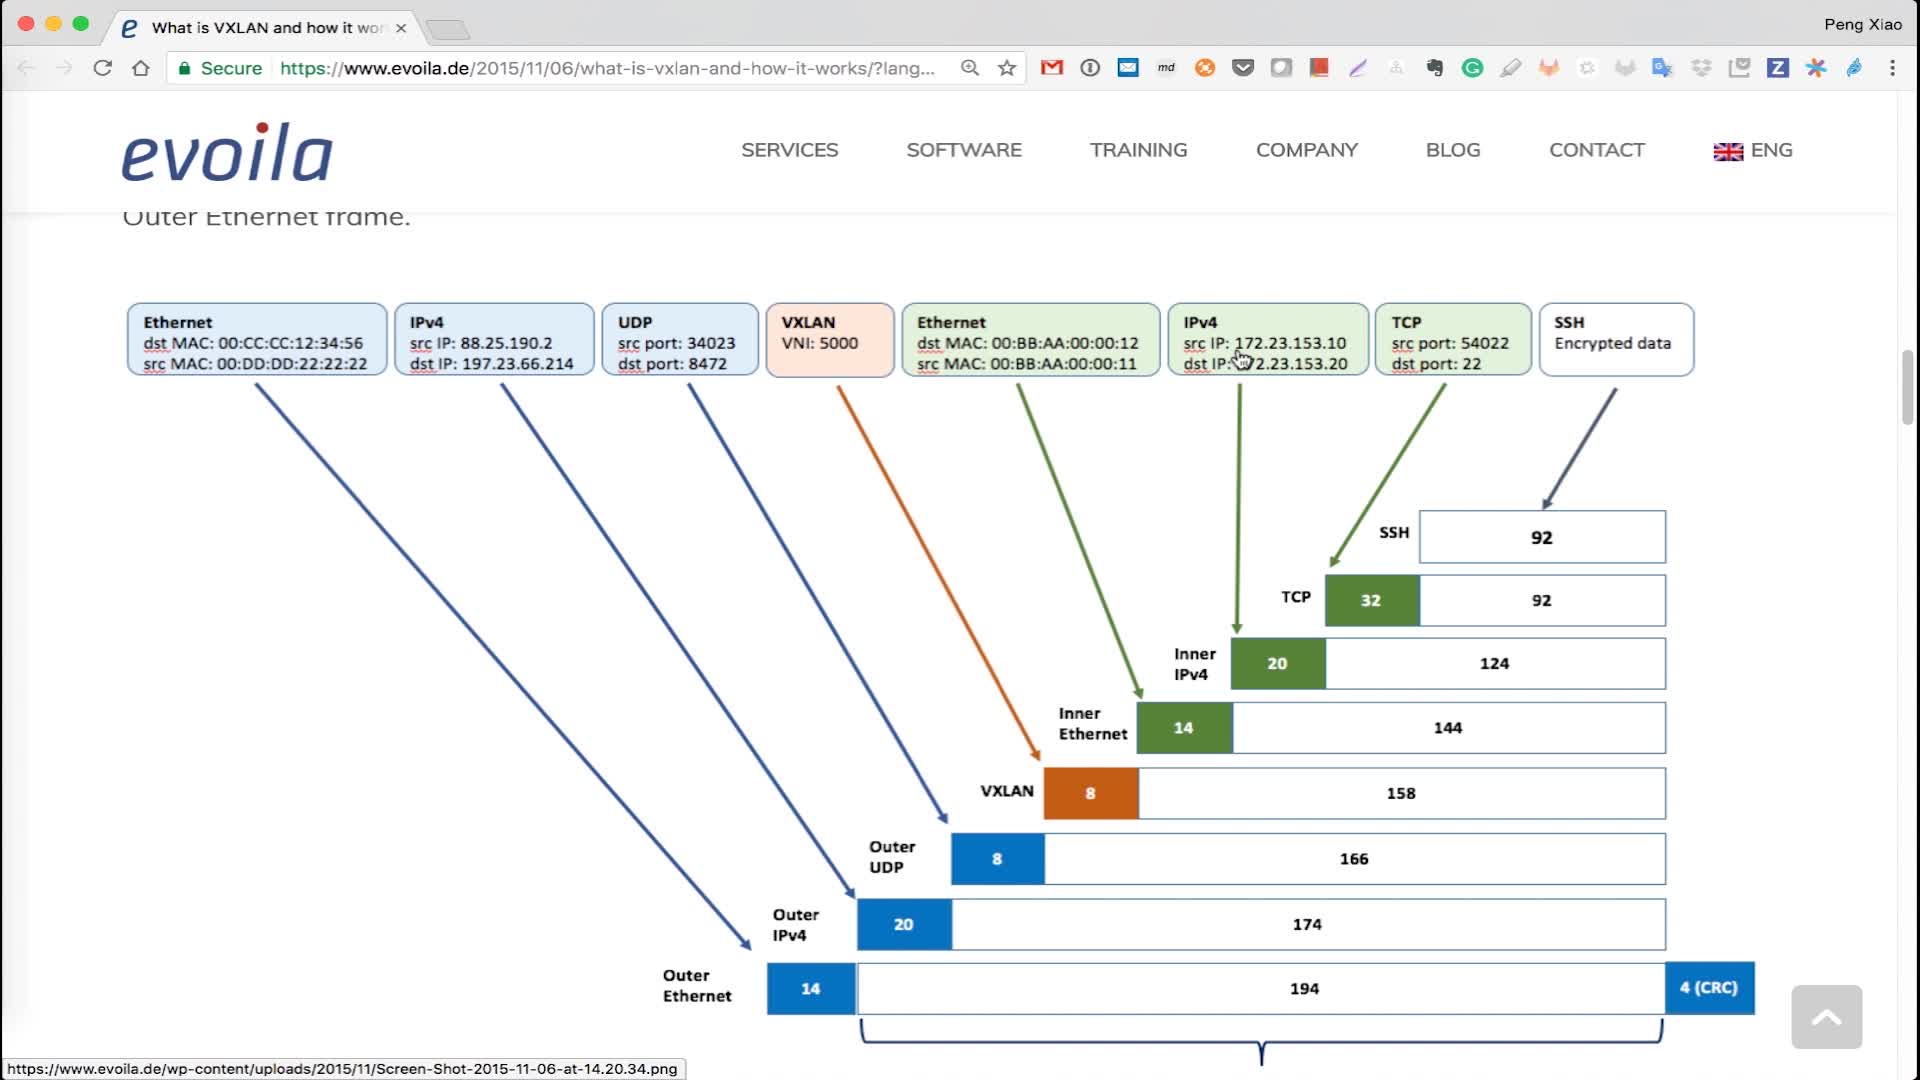 What is VXLAN and how it wor
Peng Xiao
Secure https://www.evoila.de/2015/11/06/what-is-vxlan-and-how-it-works/?lang...
evoila
SERVICES SOFTWARE TRAINING COMPANY BLOG CONTACT ENG
Outer Ethernet frame.
Ethernet
dst MAC: 00:CC:CC:12:34:56
src MAC: 00:DD:DD:22:22:22
IPv4
src IP: 88.25.190.2
dst IP: 197.23.66.214
UDP
src port: 34023
dst port: 8472
VXLAN
VNI: 5000
Ethernet
dst MAC: 00:BB:AA:00:00:12
src MAC: 00:BB:AA:00:00:11
IPv4
src IP: 172.23.153.10
dst IP: 172.23.153.20
TCP
src port: 54022
dst port: 22
SSH
Encrypted data
SSH 92
TCP 32 92
Inner
IPv4
20 124
Inner
Ethernet
14 144
VXLAN 8 158
Outer
UDP
8 166
Outer
IPv4
20 174
Outer
Ethernet
14 194 4 (CRC)
https://www.evoila.de/wp-content/uploads/2015/11/Screen-Shot-2015-11-06-at-14.20.34.png